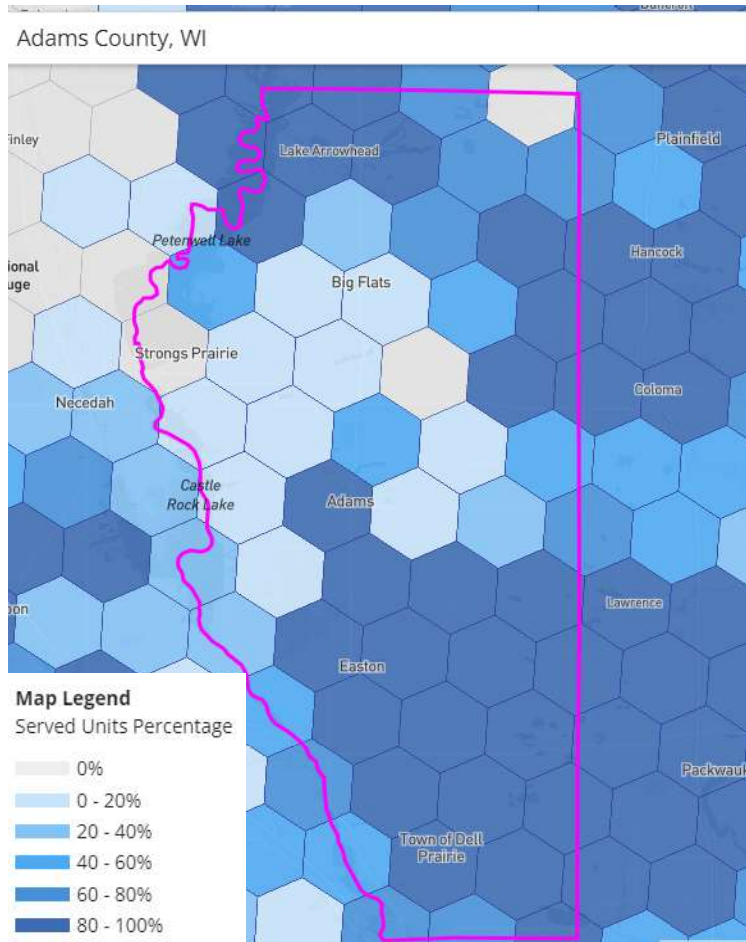 Adams County, WI
Finley
Lake Arrowhead
Plainfield
Petenwell Lake
Hancock
ional
uge
Big Flats
Strongs Prairie
Necedah
Coloma
Castle
Rock Lake
Adams
Lawrence
oon
Easton
Map Legend
Served Units Percentage
0%
0 - 20%
20 - 40%
40 - 60%
60 - 80%
80 - 100%
Packwauk
Town of Dell
Prairie